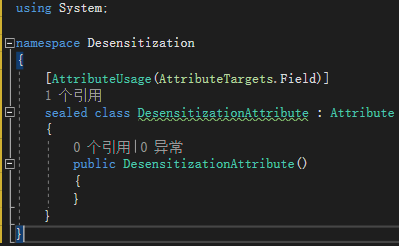 using System;
namespace Desensitization
{
[AttributeUsage(AttributeTargets.Field)]
1 个引用
sealed class DesensitizationAttribute : Attribute
{
0 个引用|0 异常
public DesensitizationAttribute()
{
}
}
}